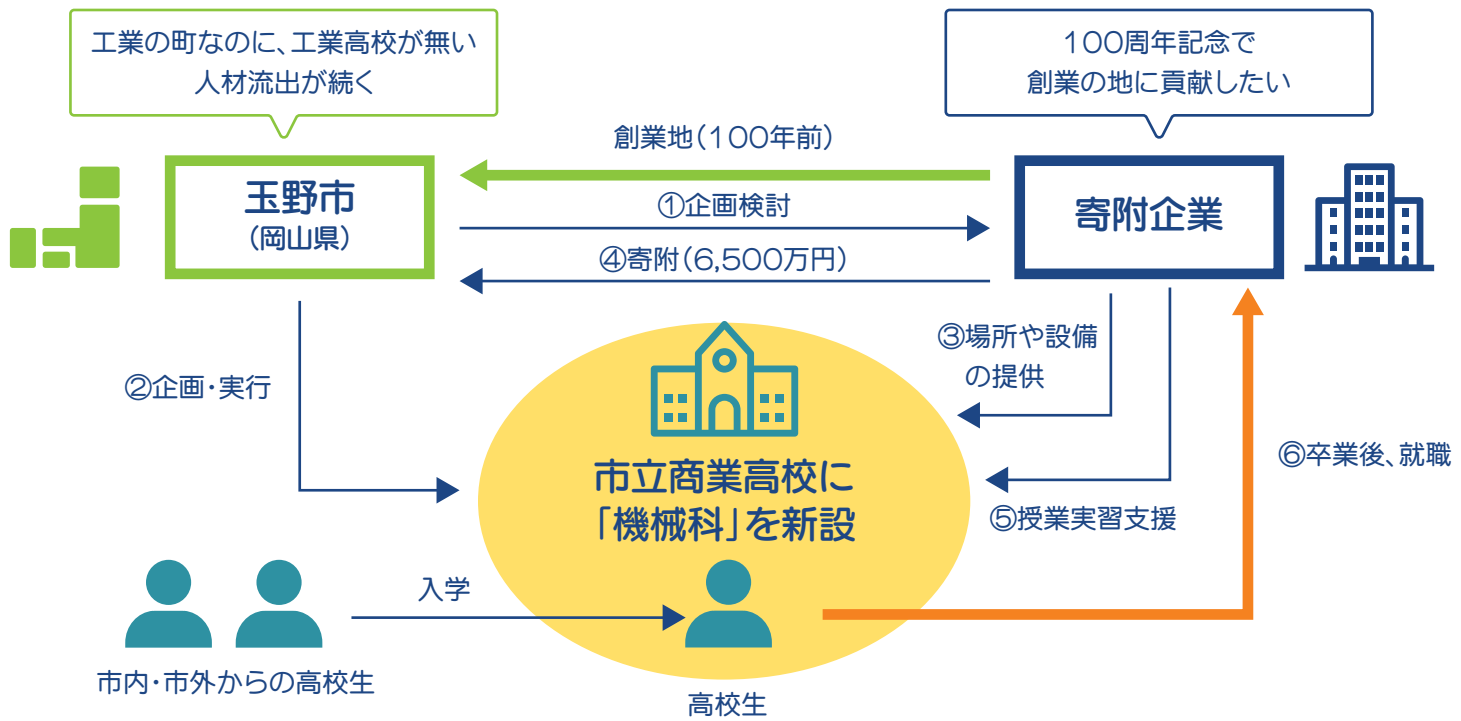 工業の町なのに、工業高校が無い
人材流出が続く
100周年記念で
創業の地に貢献したい
創業地(100年前)
玉野市
(岡山県)
①企画検討
寄附企業
④寄附(6,500万円)
③場所や設備
の提供
②企画・実行
市立商業高校に
「機械科」を新設
⑥卒業後、就職
⑤授業実習支援
入学
市内・市外からの高校生
高校生